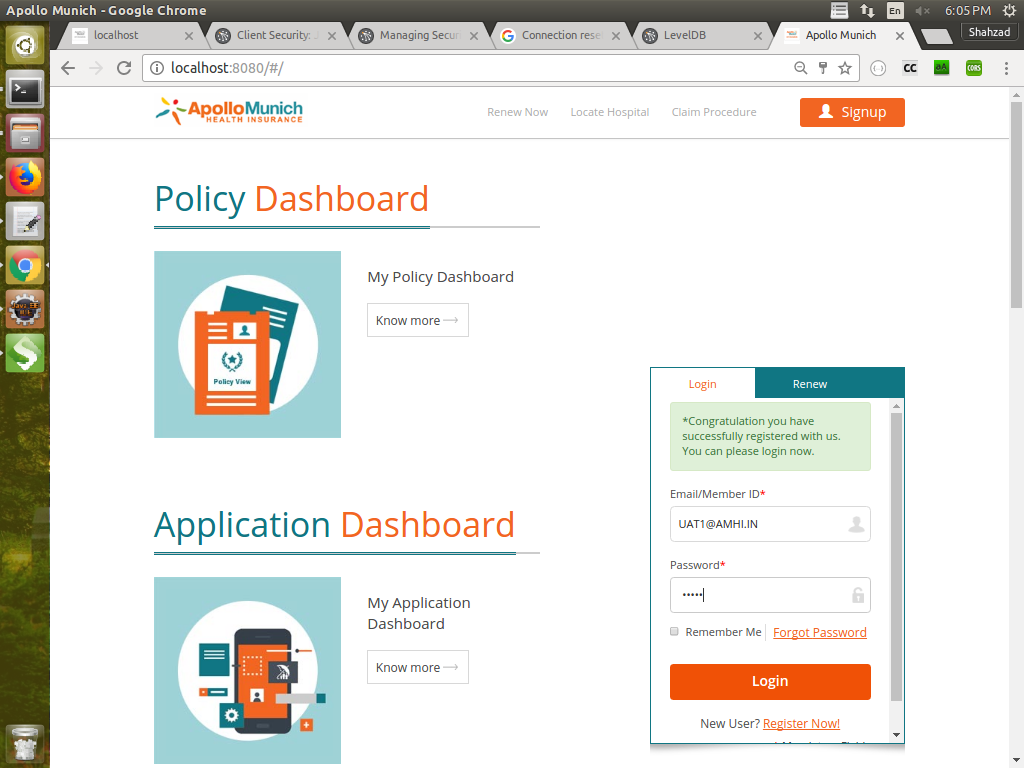 Apollo Munich - Google Chrome
En
6:05 PM
localhost
Client Security:
Managing Secur
Connection rese
LevelDB
Apollo Munich
Shahzad
localhost:8080/#/
CC
CORS
ApolloMunich
HEALTH INSURANCE
Renew Now
Locate Hospital
Claim Procedure
Signup
Policy Dashboard
My Policy Dashboard
Know more
Policy View
Login
Renew
*Congratulation you have
successfully registered with us.
You can please login now.
Email/Member ID*
UAT1@AMHI.IN
Password*
•••••
Remember Me
Forgot Password
Login
New User? Register Now!
Application Dashboard
My Application
Dashboard
Know more